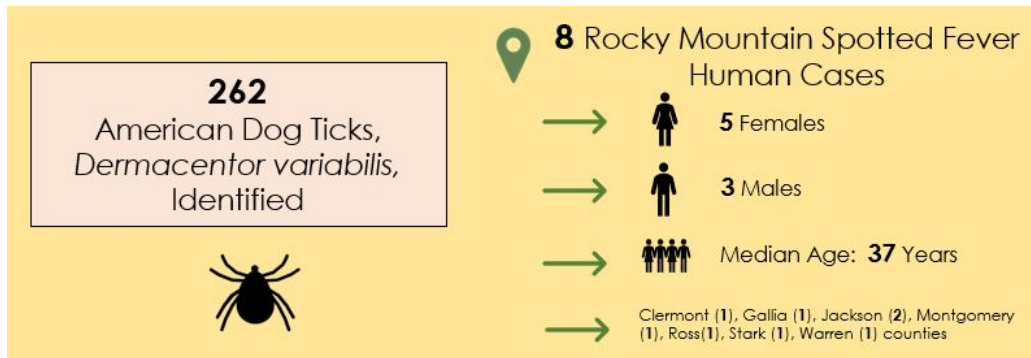 262
American Dog Ticks,
Dermacentor variabilis,
Identified
8 Rocky Mountain Spotted Fever
Human Cases
5 Females
3 Males
Median Age: 37 Years
Clermont (1), Gallia (1), Jackson (2), Montgomery
(1), Ross(1), Stark (1), Warren (1) counties